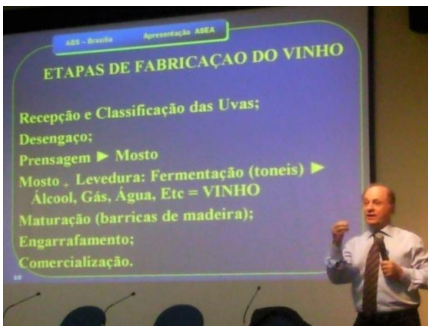 ABS - Brasília Apresentação ASEA
ETAPAS DE FABRICAÇAO DO VINHO
Recepção e Classificação das Uvas;
Desengaço;
Prensagem ► Mosto
Mosto + Levedura: Fermentação (toneis) ►
Álcool, Gás, Água, Etc = VINHO
Maturação (barricas de madeira);
Engarrafamento;
Comercialização.